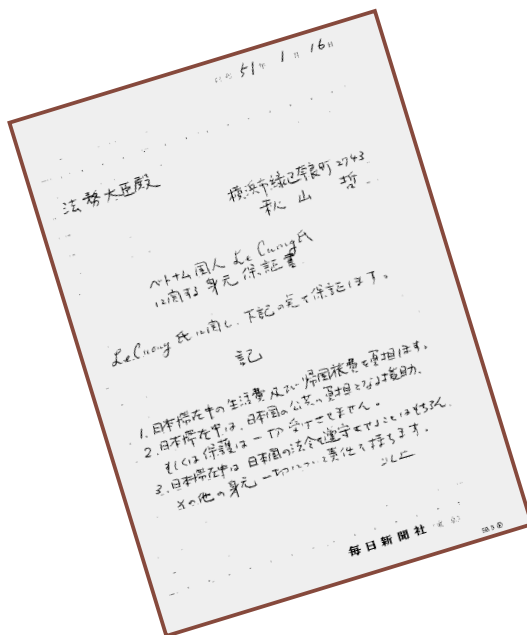 51年 1月 16日
法務大臣殿
横浜市緑区奈良町2743
秋山 哲
ベトナム国人 Le Cuong氏
に関する身元保証書
Le Cuong 氏に関し、下記の点を保証します。
記
1. 日本滞在中の生活費及び帰国旅費を負担します。
2. 日本滞在中は、日本国の公共の負担となる援助、
もしくは保護は一切受けさせません。
3. 日本滞在中は日本国の法令を遵守させることはもちろん、
その他の身元一切について責任を持ちます。
以上
毎日新聞社